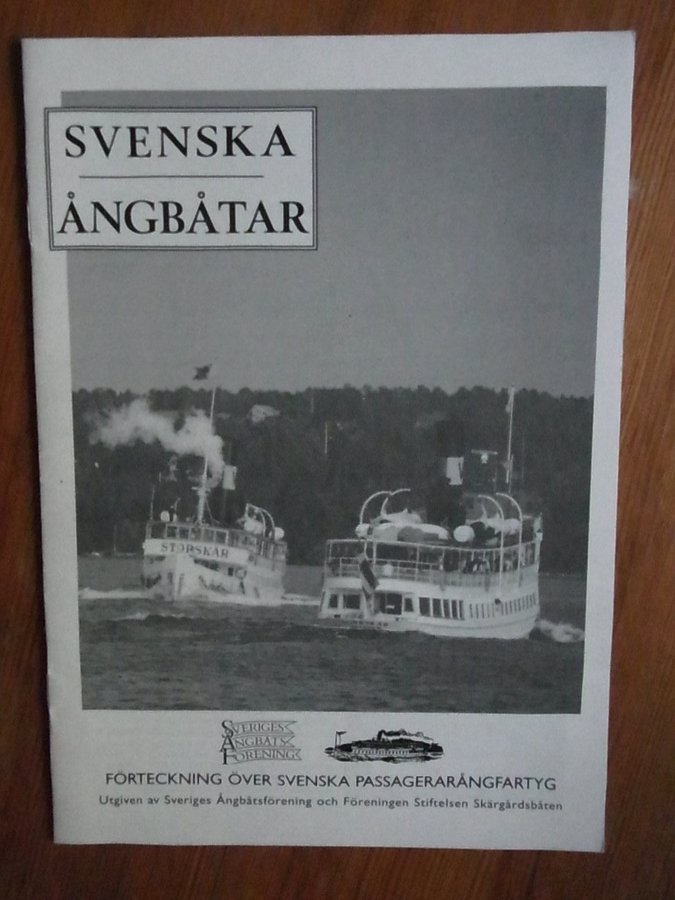 SVENSKA
ÅNGBÅTAR
STORSKÄR
SVERIGES
ÅNGBÅTS
FÖRENING
FÖRTECKNING ÖVER SVENSKA PASSAGERARÅNGFARTYG
Utgiven av Sveriges Ångbåtsförening och Föreningen Stiftelsen Skärgårdsbåten